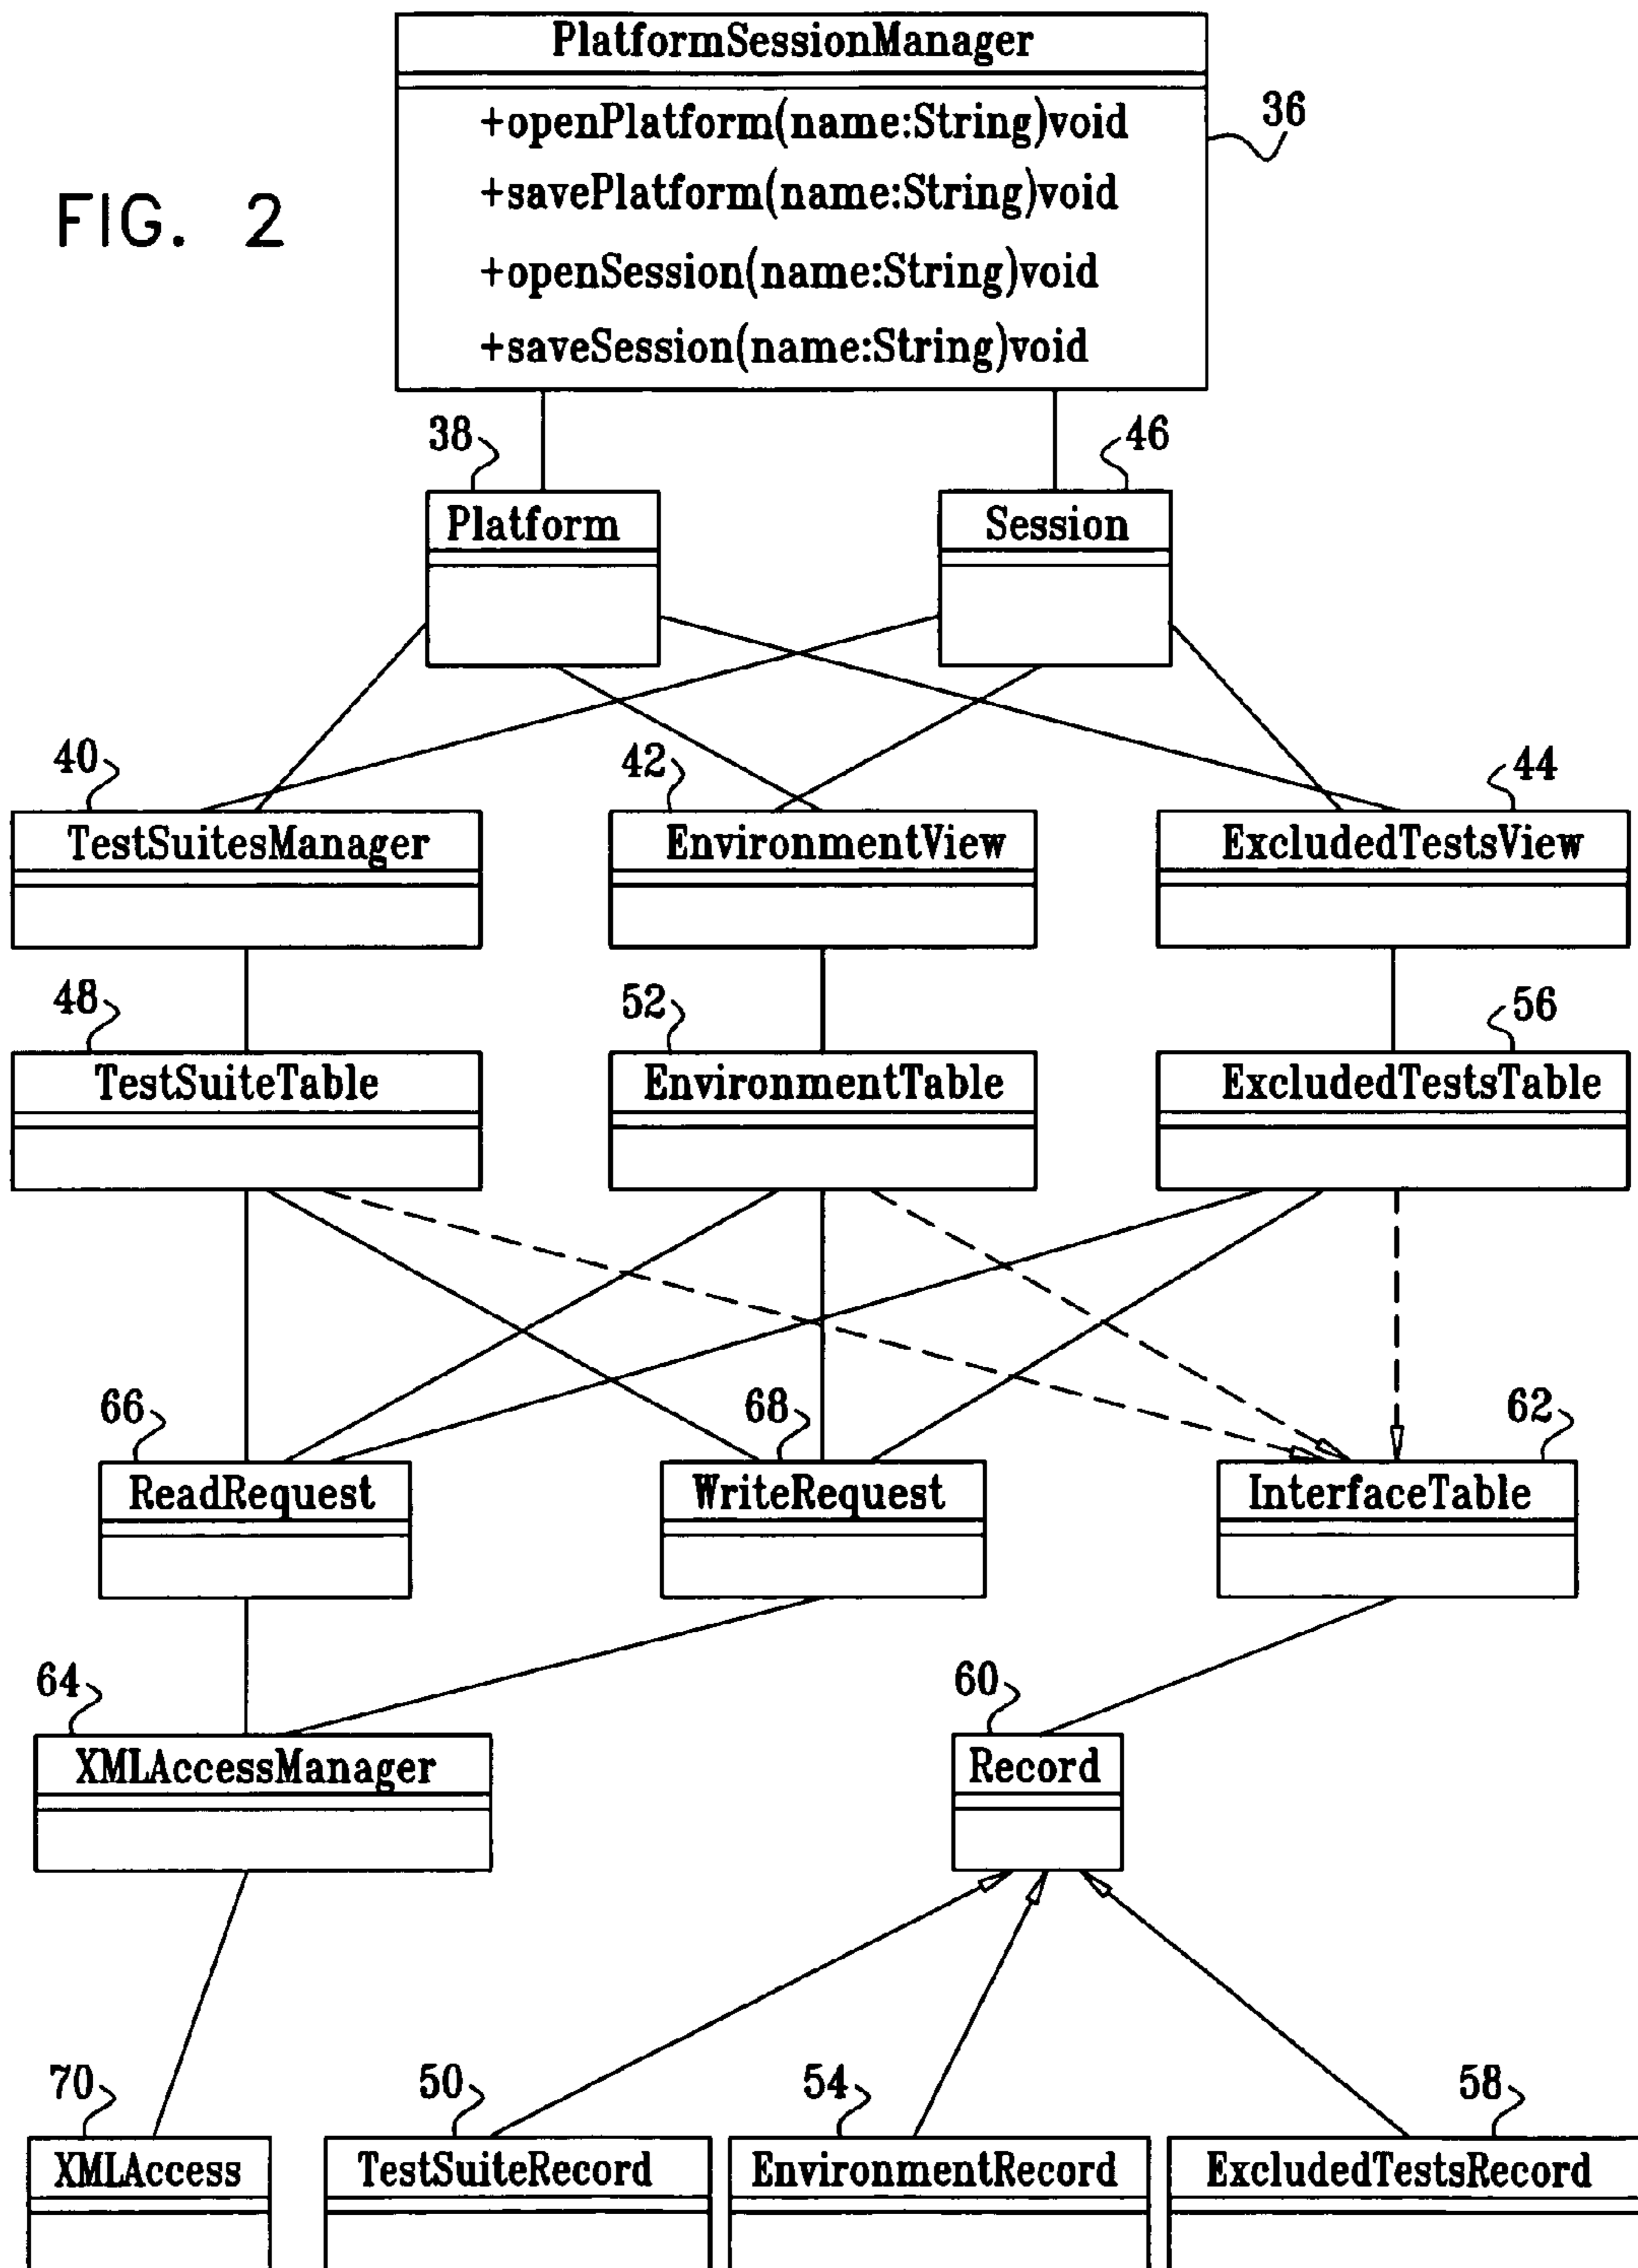 PlatformSessionManager
+openPlatform(name:String)void
36
+savePlatform(name:String)void
FIG. 2
+openSession(name:String)void
+saveSession(name:String)void
38
46
Platform
Session
40
42
44
TestSuitesManager
EnvironmentView
ExcludedTestsView
48
52
56
TestSuiteTable
EnvironmentTable
ExcludedTestsTable
66
68
62
ReadRequest
WriteRequest
InterfaceTable
64
60
XMLAccessManager
Record
70
50
54
58
XMLAccess
TestSuiteRecord
EnvironmentRecord
ExcludedTestsRecord